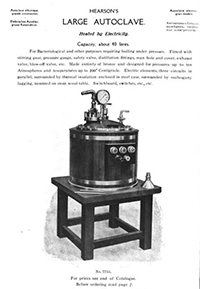 HEARSON'S
LARGE AUTOCLAVE.
Heated by Electricity.
Capacity, about 40 litres.
For Bacteriological and other purposes requiring boiling under pressure. Fitted with
stirring gear, pressure gauge, safety valve, distillation fittings, man hole and cover, exhaust
valve, blow-off valve, etc. Made entirely of bronze and designed for pressures up to ten
Atmospheres and temperatures up to 180° Centigrade. Electric elements, three circuits in
parallel, surrounded by thermal insulation enclosed in steel case, surrounded by mahogany
lagging, mounted on stout wood table. Switchboard, switches, etc., etc.
For prices see end of Catalogue.
Before ordering read page 2.